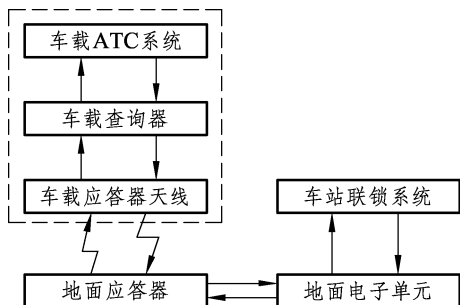 车载ATC系统
车载查询器
车载应答器天线
车站联锁系统
地面应答器
地面电子单元